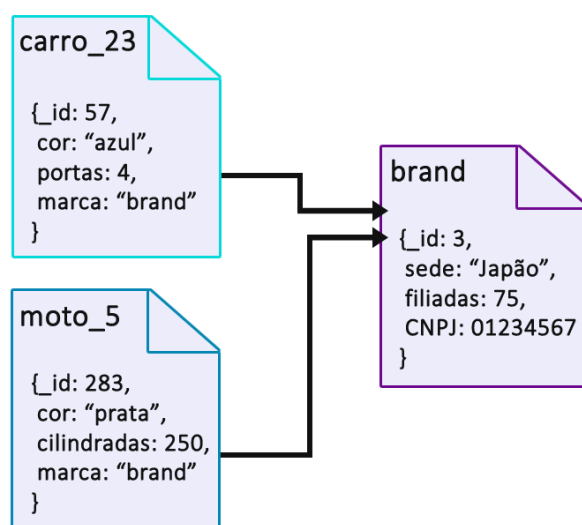 carro_23
{_id: 57,
cor: “azul”,
portas: 4,
marca: “brand”
}
brand
{_id: 3,
sede: “Japão”,
filiadas: 75,
CNPJ: 01234567
}
moto_5
{_id: 283,
cor: “prata”,
cilindradas: 250,
marca: “brand”
}